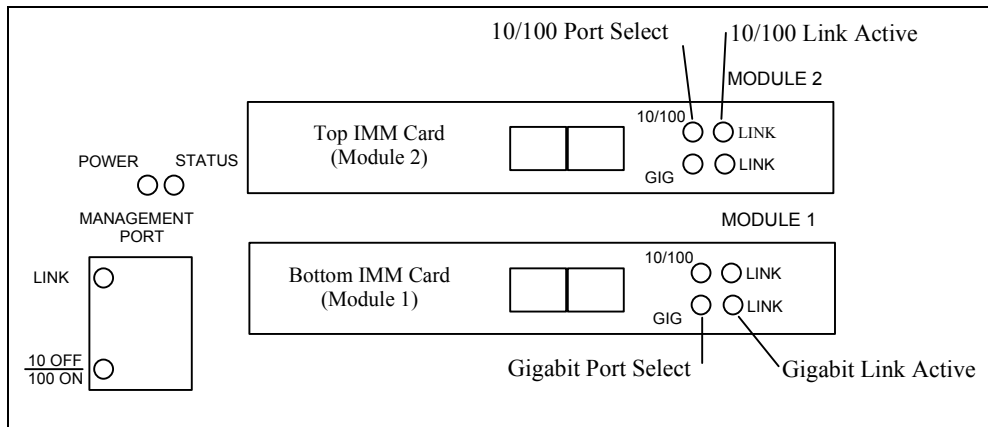 10/100 Port Select
10/100 Link Active
MODULE 2
Top IMM Card
(Module 2)
10/100
LINK
GIG
LINK
POWER
STATUS
MANAGEMENT
PORT
LINK
10 OFF
100 ON
MODULE 1
Bottom IMM Card
(Module 1)
10/100
LINK
GIG
LINK
Gigabit Port Select
Gigabit Link Active